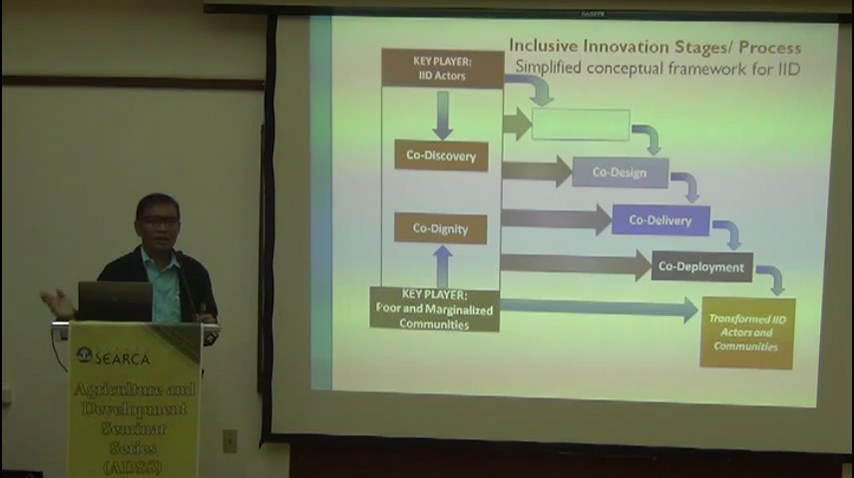 Inclusive Innovation Stages/ Process
Simplified conceptual framework for IID
KEY PLAYER:
IID Actors
Co-Discovery
Co-Design
Co-Dignity
Co-Delivery
Co-Deployment
KEY PLAYER:
Poor and Marginalized
Communities
Transformed IID
Actors and
Communities
SEARCA
Agriculture and
Development
Seminar
Series
(ADSS)